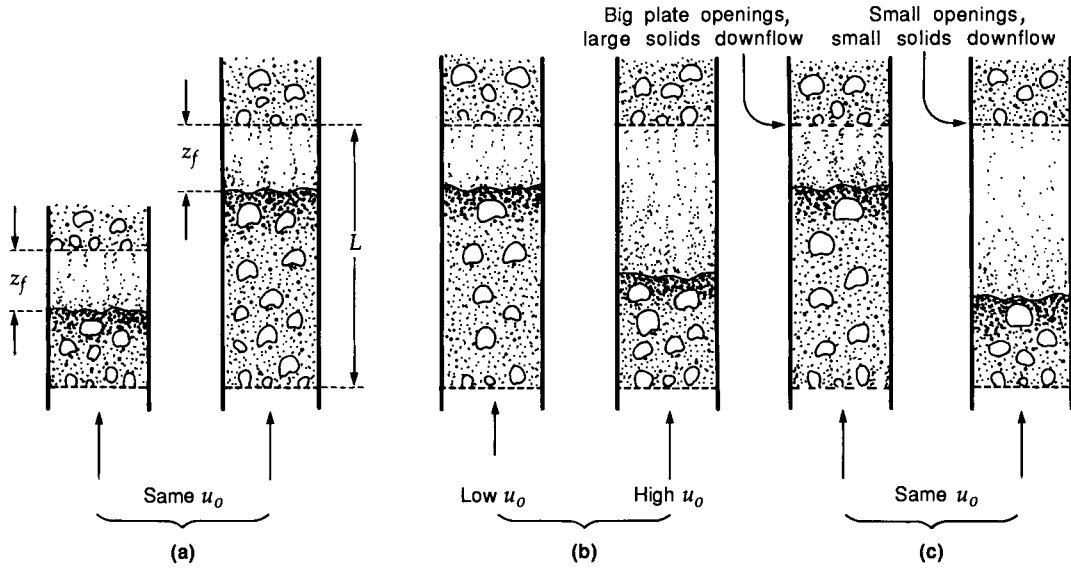 Big plate openings,
large solids downflow
Small openings,
small solids downflow
z_f
z_f
L
Same u_o
Low u_o
High u_o
Same u_o
(a)
(b)
(c)